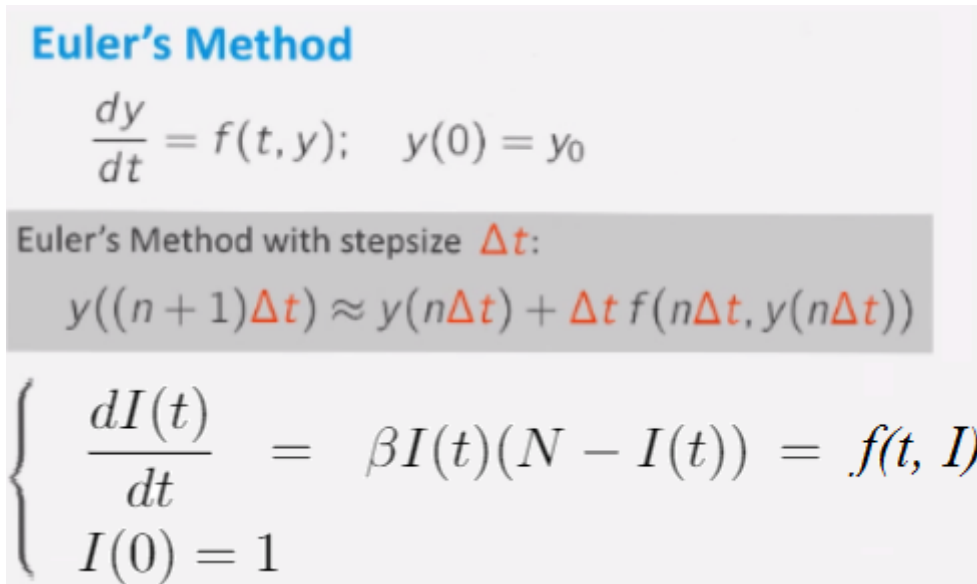 Euler's Method
dy/dt = f(t, y); y(0) = y₀
Euler's Method with stepsize Δt:
y((n + 1)Δt) ≈ y(nΔt) + Δt f(nΔt, y(nΔt))
{ dI(t)/dt = βI(t)(N − I(t)) = f(t, I)
I(0) = 1